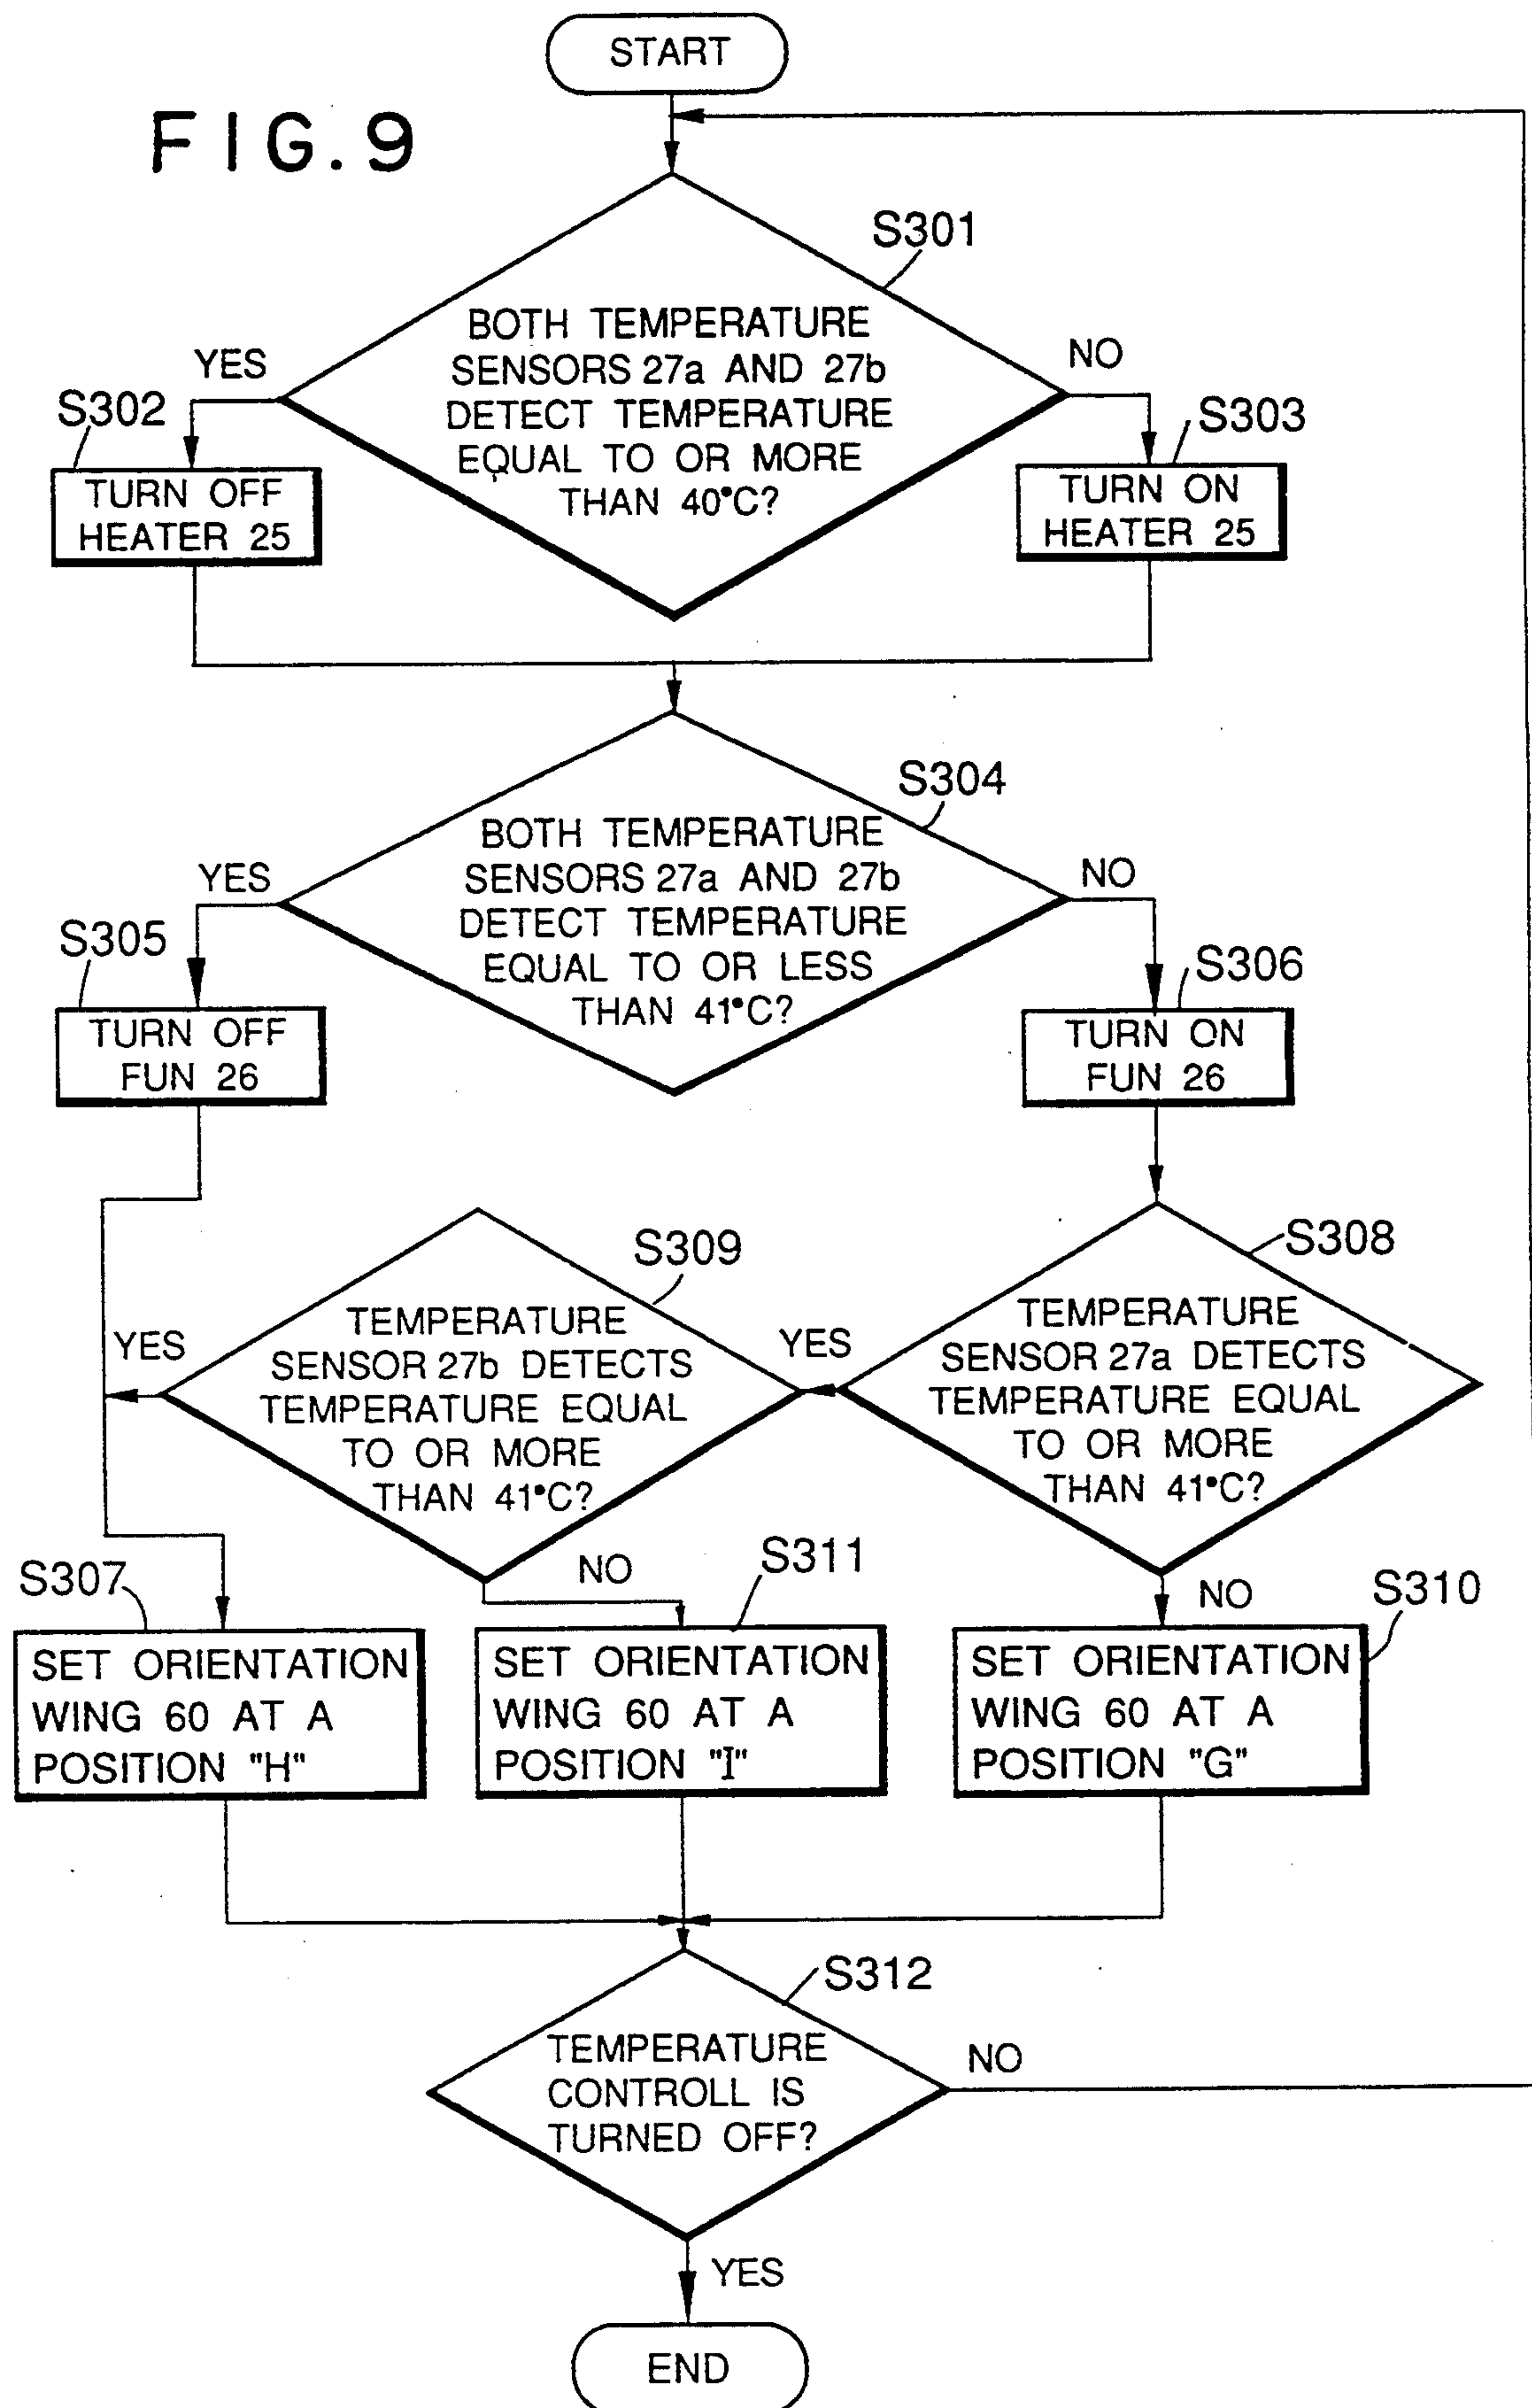 START
FIG. 9
S301
BOTH TEMPERATURE
SENSORS 27a AND 27b
DETECT TEMPERATURE
EQUAL TO OR MORE
THAN 40°C?
YES
NO
S302
TURN OFF
HEATER 25
S303
TURN ON
HEATER 25
S304
BOTH TEMPERATURE
SENSORS 27a AND 27b
DETECT TEMPERATURE
EQUAL TO OR LESS
THAN 41°C?
YES
NO
S305
TURN OFF
FUN 26
S306
TURN ON
FUN 26
S309
TEMPERATURE
SENSOR 27b DETECTS
TEMPERATURE EQUAL
TO OR MORE
THAN 41°C?
YES
YES
S308
TEMPERATURE
SENSOR 27a DETECTS
TEMPERATURE EQUAL
TO OR MORE
THAN 41°C?
NO
NO
S307
SET ORIENTATION
WING 60 AT A
POSITION "H"
S311
SET ORIENTATION
WING 60 AT A
POSITION "I"
S310
SET ORIENTATION
WING 60 AT A
POSITION "G"
S312
TEMPERATURE
CONTROLL IS
TURNED OFF?
NO
YES
END